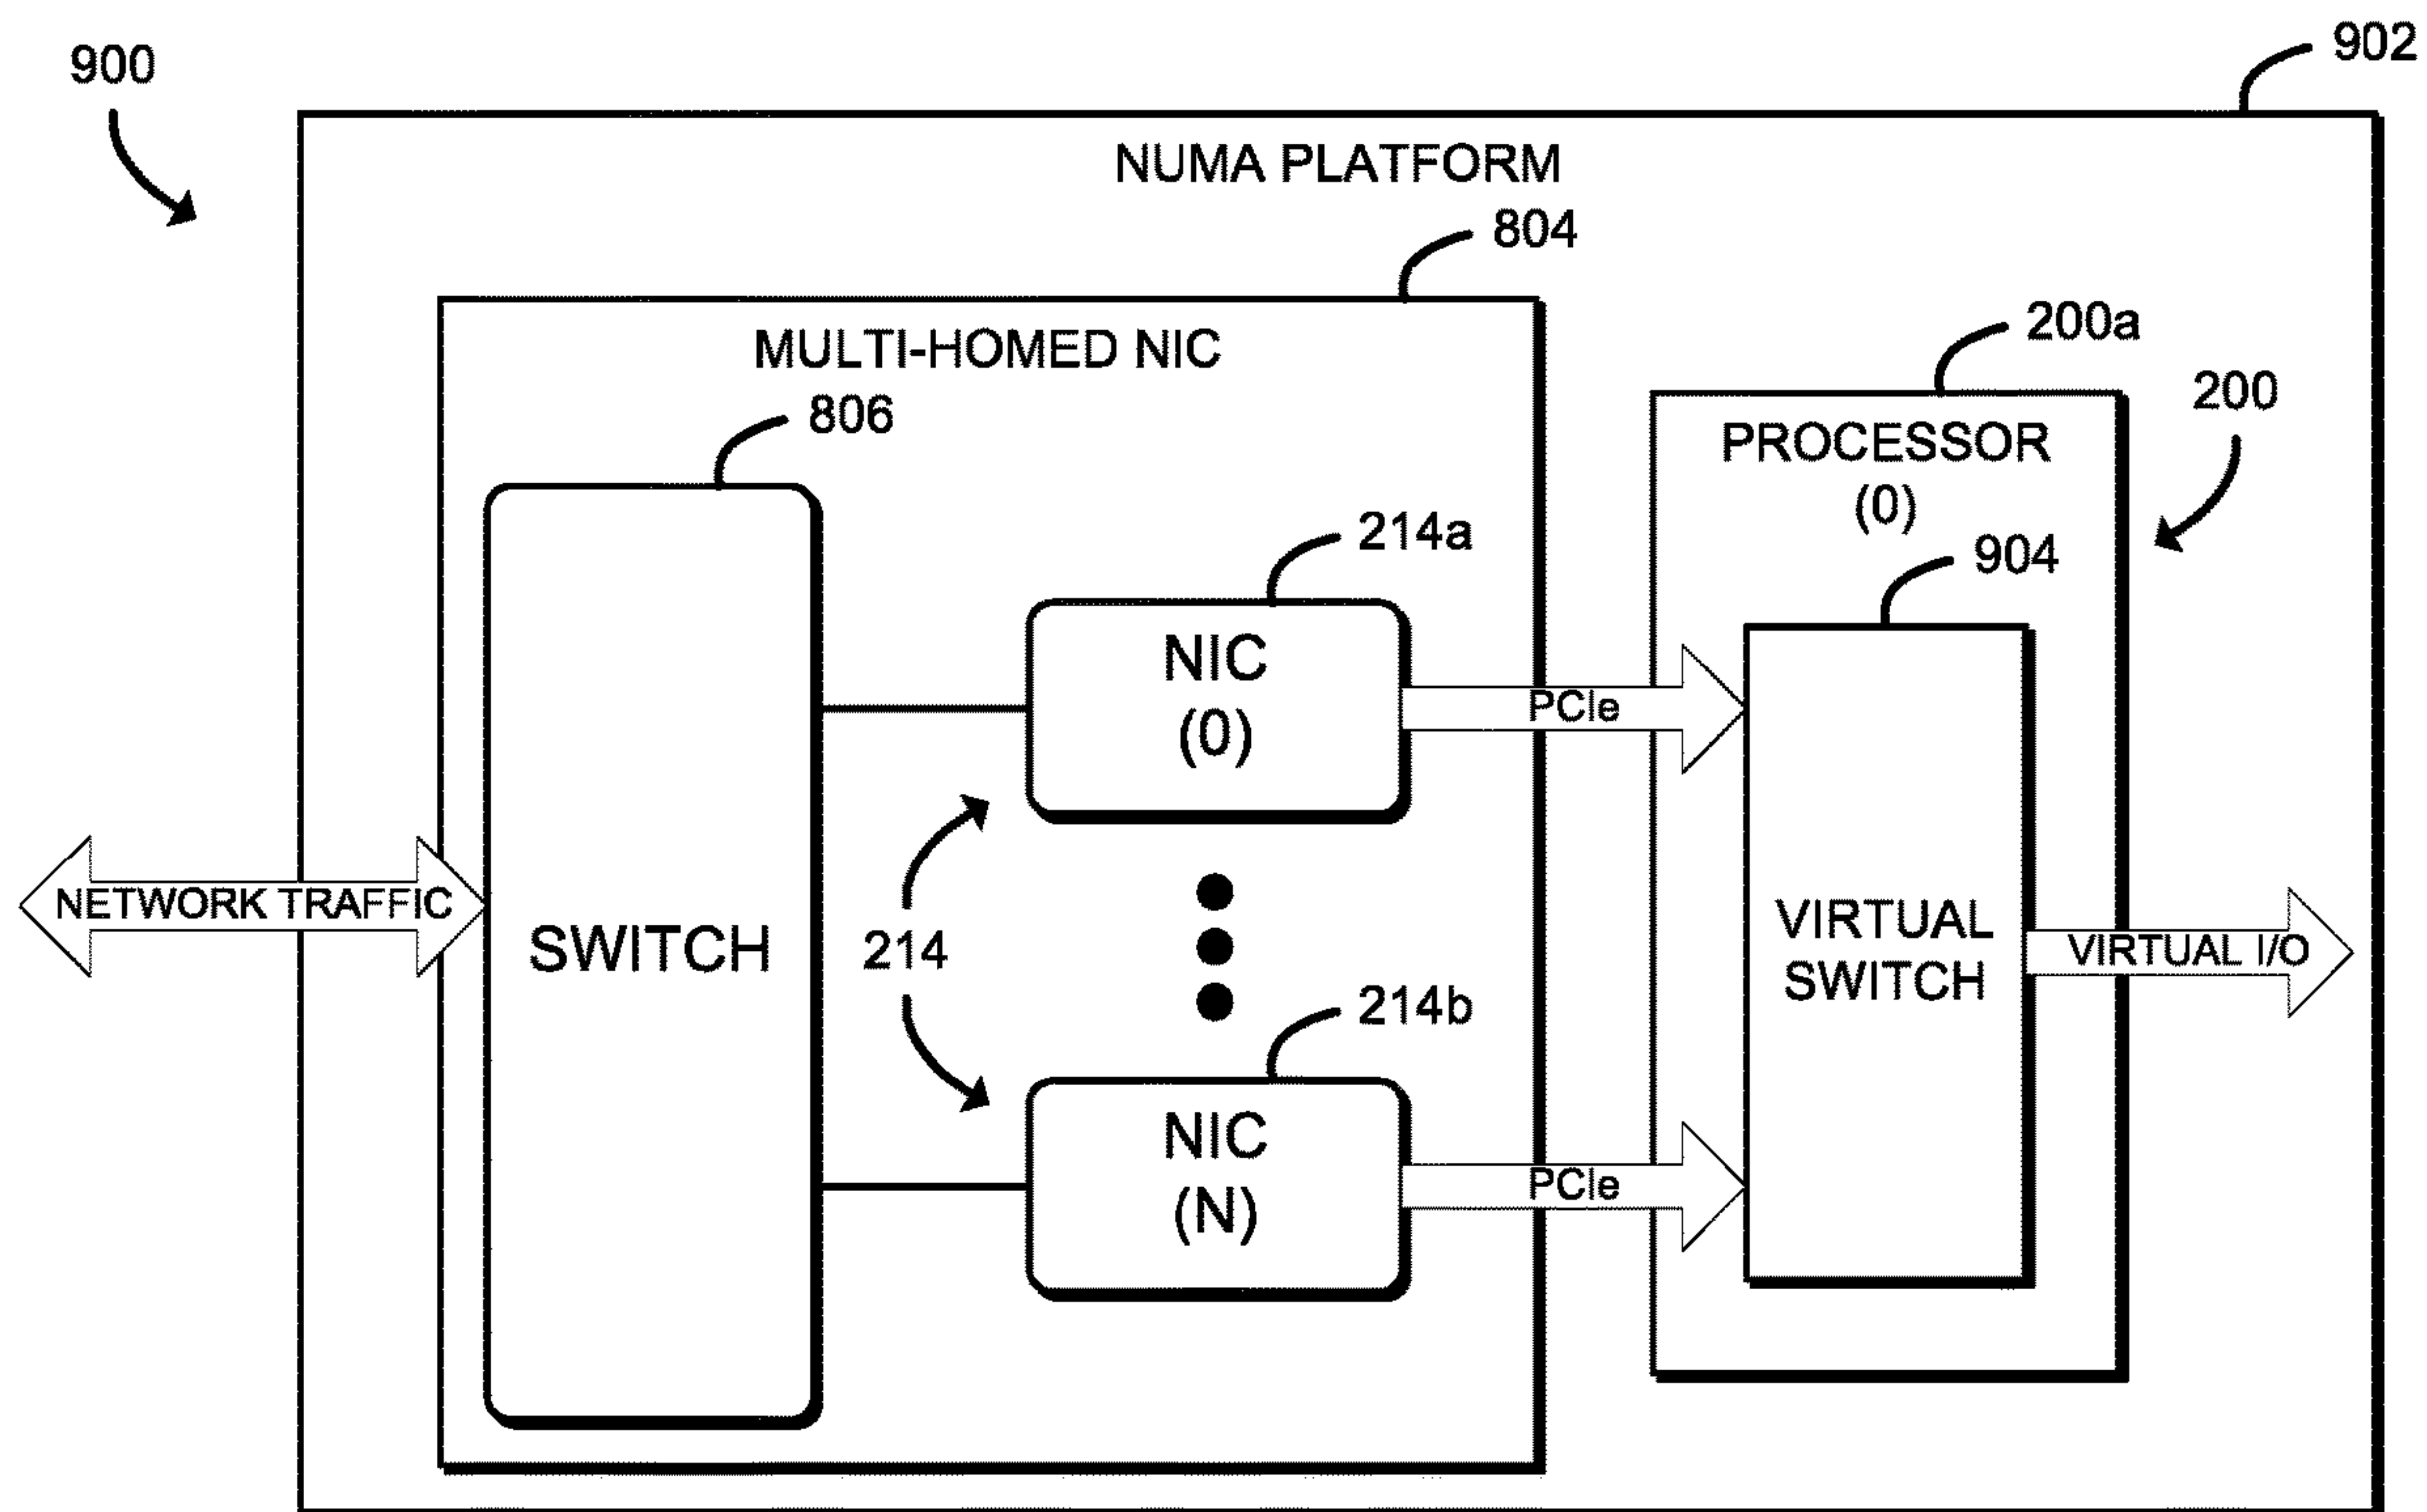 900
902
NUMA PLATFORM
804
MULTI-HOMED NIC
806
200a
200
PROCESSOR
(0)
904
214a
NIC
(0)
PCIe
NETWORK TRAFFIC
SWITCH
214
VIRTUAL
SWITCH
VIRTUAL I/O
214b
NIC
(N)
PCIe